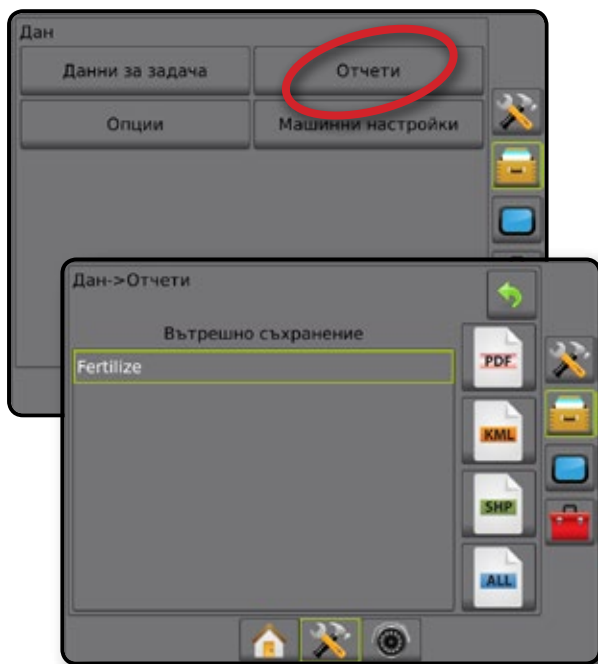 Дан
Данни за задача
Отчети
Опции
Машинни настройки
Дан->Отчети
Вътрешно съхранение
Fertilize
PDF
KML
SHP
ALL